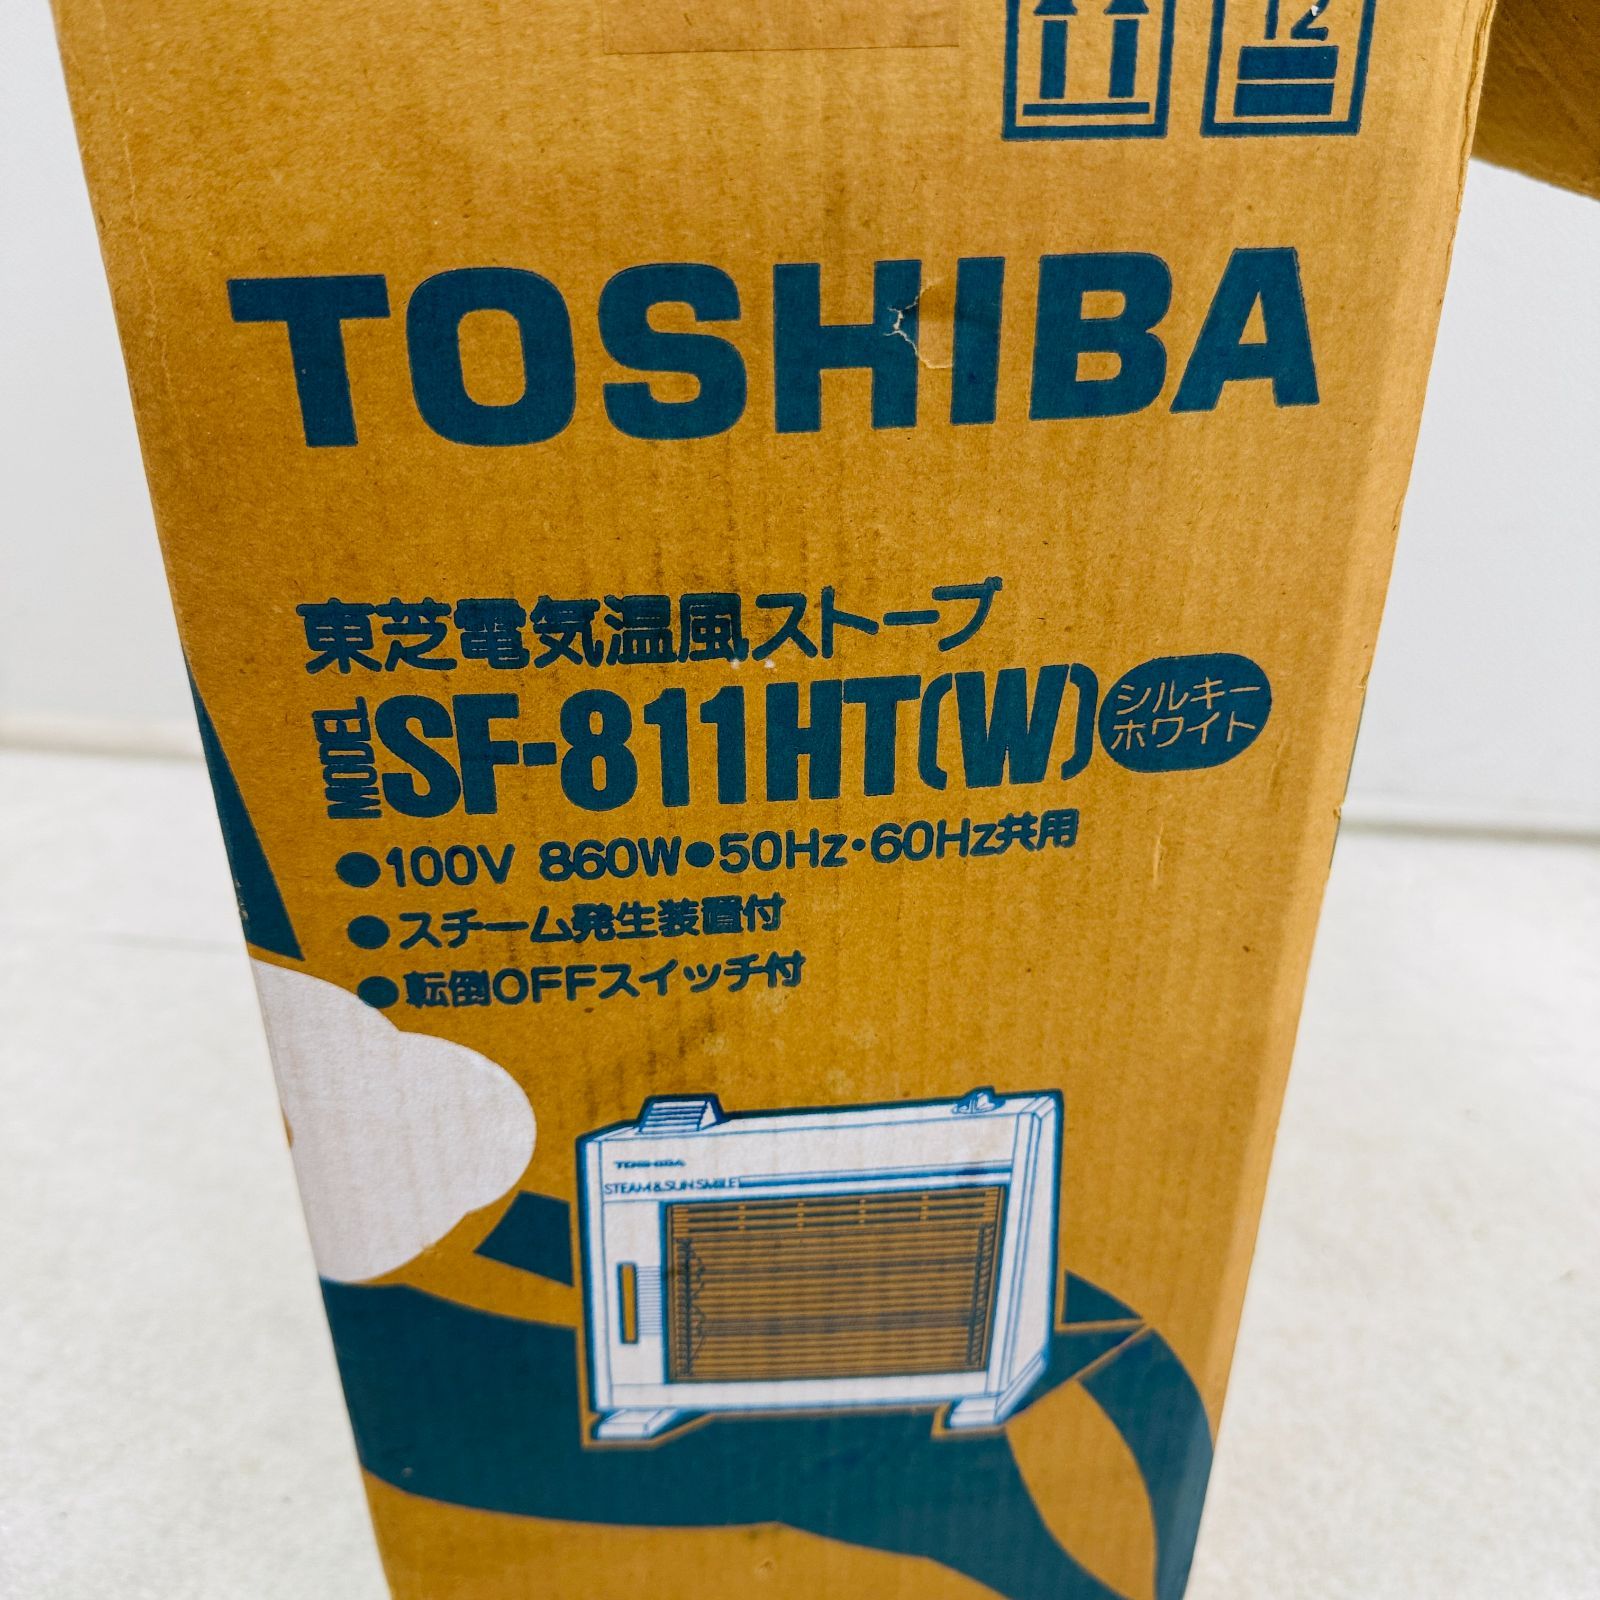 12
TOSHIBA
東芝電気温風ストーブ
MODEL SF-811HT(W) シルキー
ホワイト
●100V 860W●50Hz・60Hz共用
●スチーム発生装置付
●転倒OFFスイッチ付
TOSHIBA
STEAM&SUN SMILE